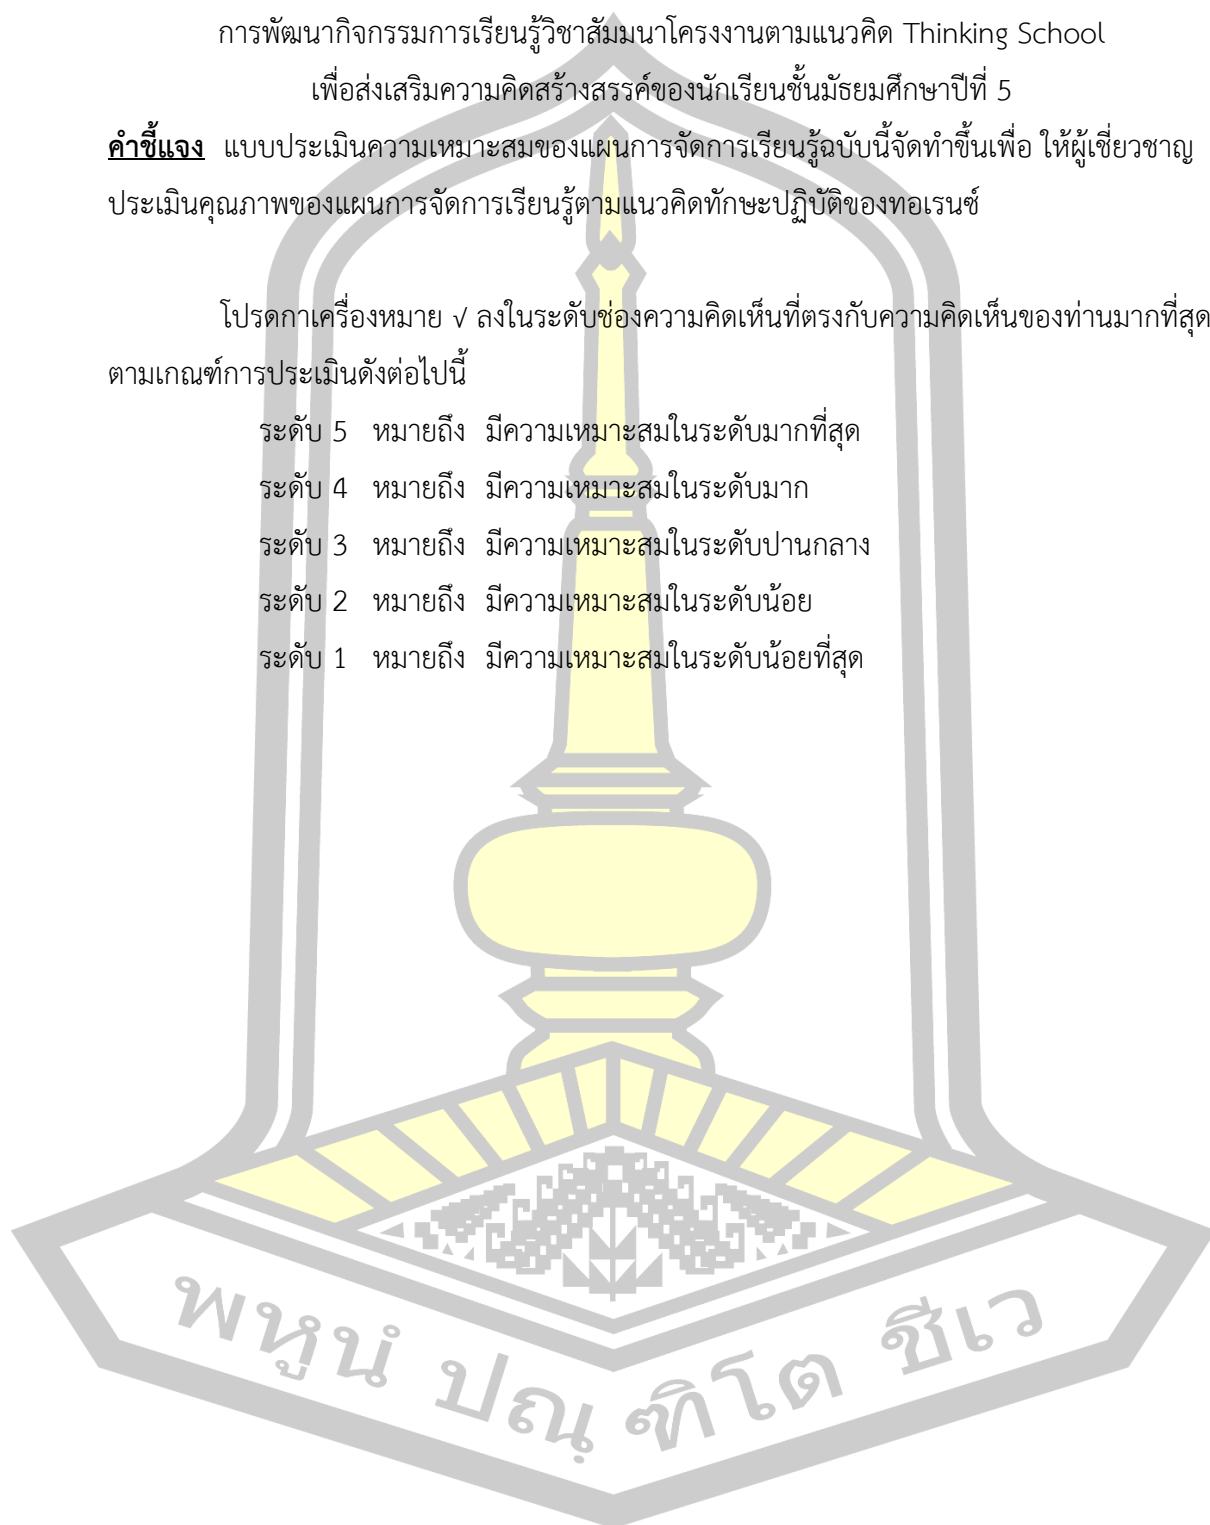 การพัฒนากิจกรรมการเรียนรู้วิชาสัมมนาโครงงานตามแนวคิด Thinking School
เพื่อส่งเสริมความคิดสร้างสรรค์ของนักเรียนชั้นมัธยมศึกษาปีที่ 5
คำชี้แจง แบบประเมินความเหมาะสมของแผนการจัดการเรียนรู้ฉบับนี้จัดทำขึ้นเพื่อ ให้ผู้เชี่ยวชาญ
ประเมินคุณภาพของแผนการจัดการเรียนรู้ตามแนวคิดทักษะปฏิบัติของทอเรนซ์
โปรดกาเครื่องหมาย √ ลงในระดับช่องความคิดเห็นที่ตรงกับความคิดเห็นของท่านมากที่สุด
ตามเกณฑ์การประเมินดังต่อไปนี้
ระดับ 5 หมายถึง มีความเหมาะสมในระดับมากที่สุด
ระดับ 4 หมายถึง มีความเหมาะสมในระดับมาก
ระดับ 3 หมายถึง มีความเหมาะสมในระดับปานกลาง
ระดับ 2 หมายถึง มีความเหมาะสมในระดับน้อย
ระดับ 1 หมายถึง มีความเหมาะสมในระดับน้อยที่สุด
พหูนํ ปณฺฑิโต ชีเว